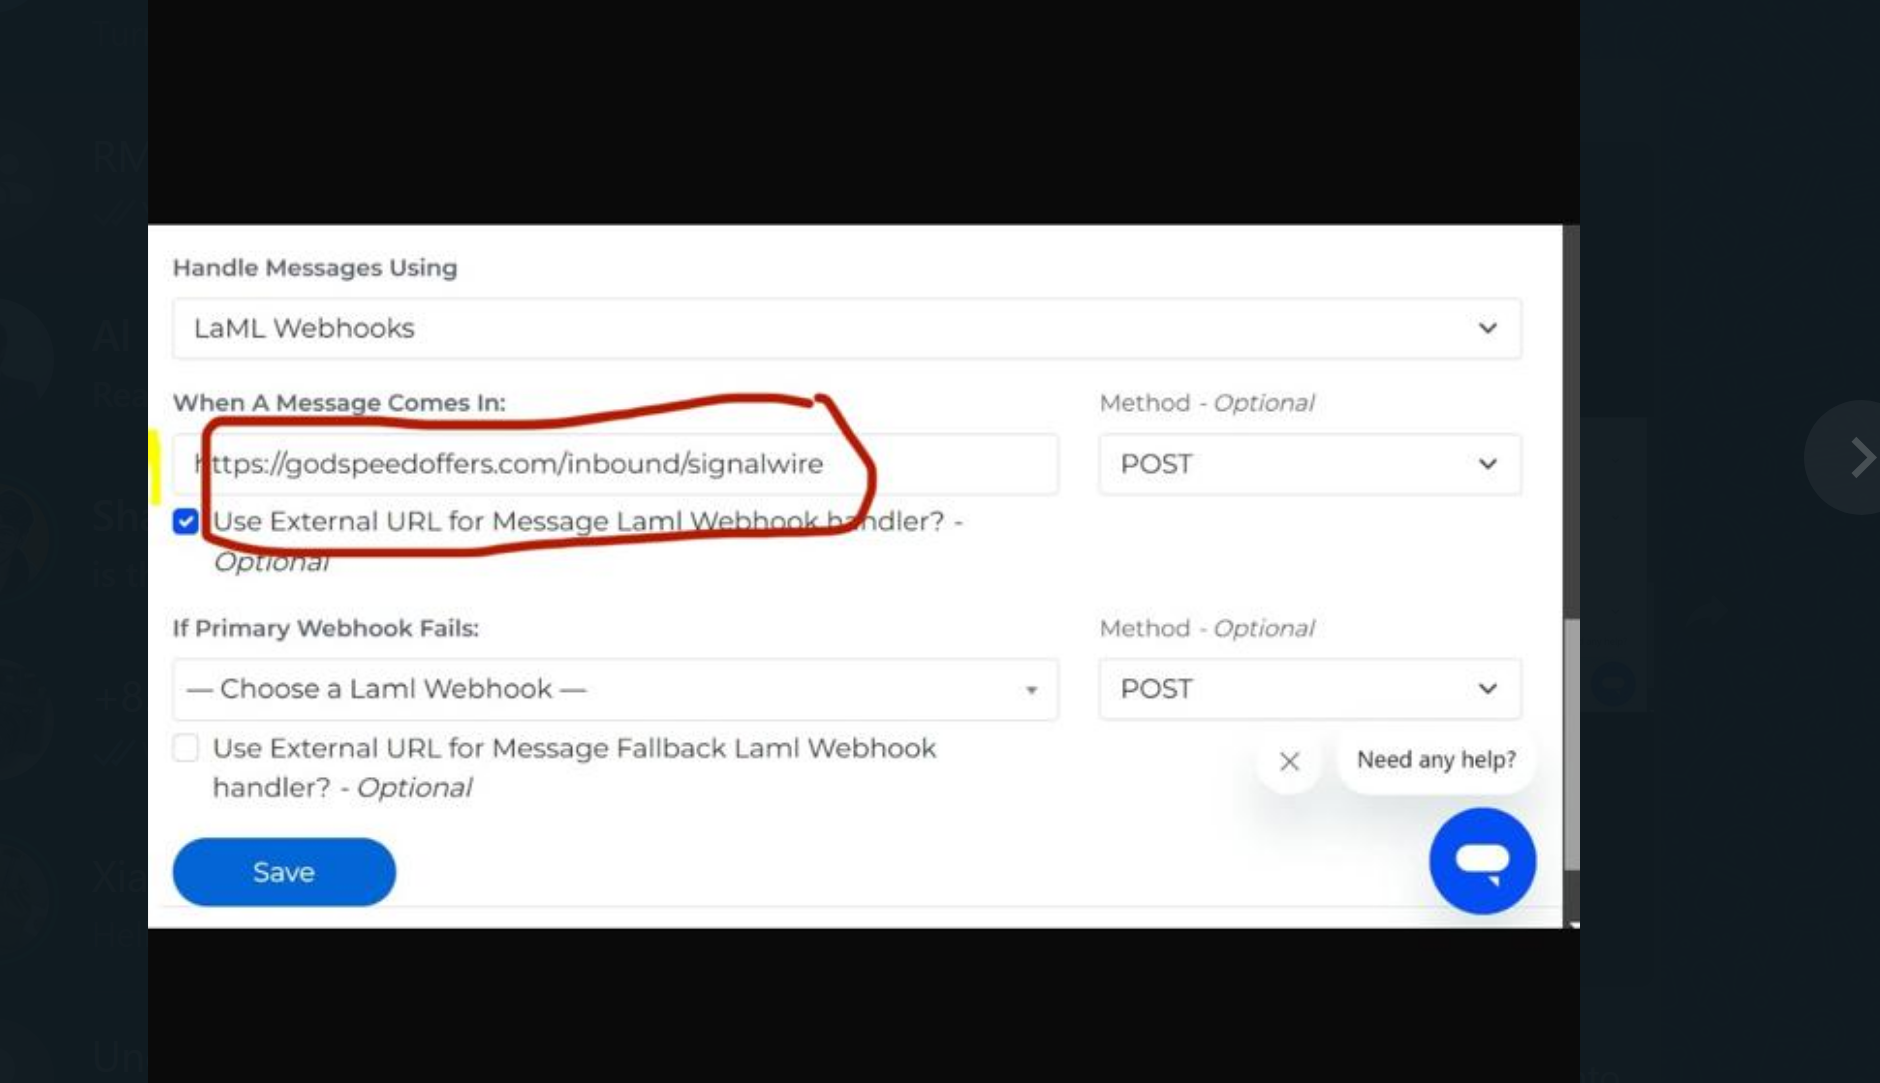 Handle Messages Using
LaML Webhooks
When A Message Comes In:
Method - Optional
https://godspeedoffers.com/inbound/signalwire
POST
Use External URL for Message Laml Webhook handler? -
Optional
If Primary Webhook Fails:
Method - Optional
— Choose a Laml Webhook —
POST
Use External URL for Message Fallback Laml Webhook
handler? - Optional
Need any help?
Save